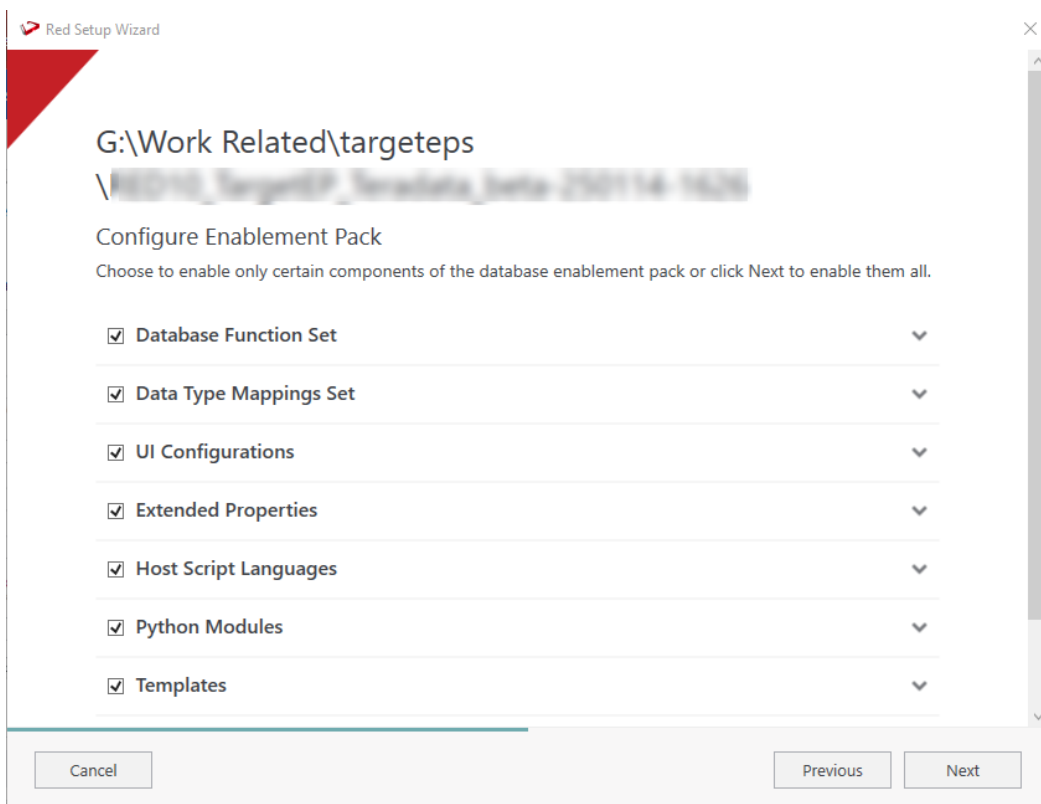 Red Setup Wizard
G:\Work Related\targeteps
\
Configure Enablement Pack
Choose to enable only certain components of the database enablement pack or click Next to enable them all.
Database Function Set
Data Type Mappings Set
UI Configurations
Extended Properties
Host Script Languages
Python Modules
Templates
Cancel
Previous
Next